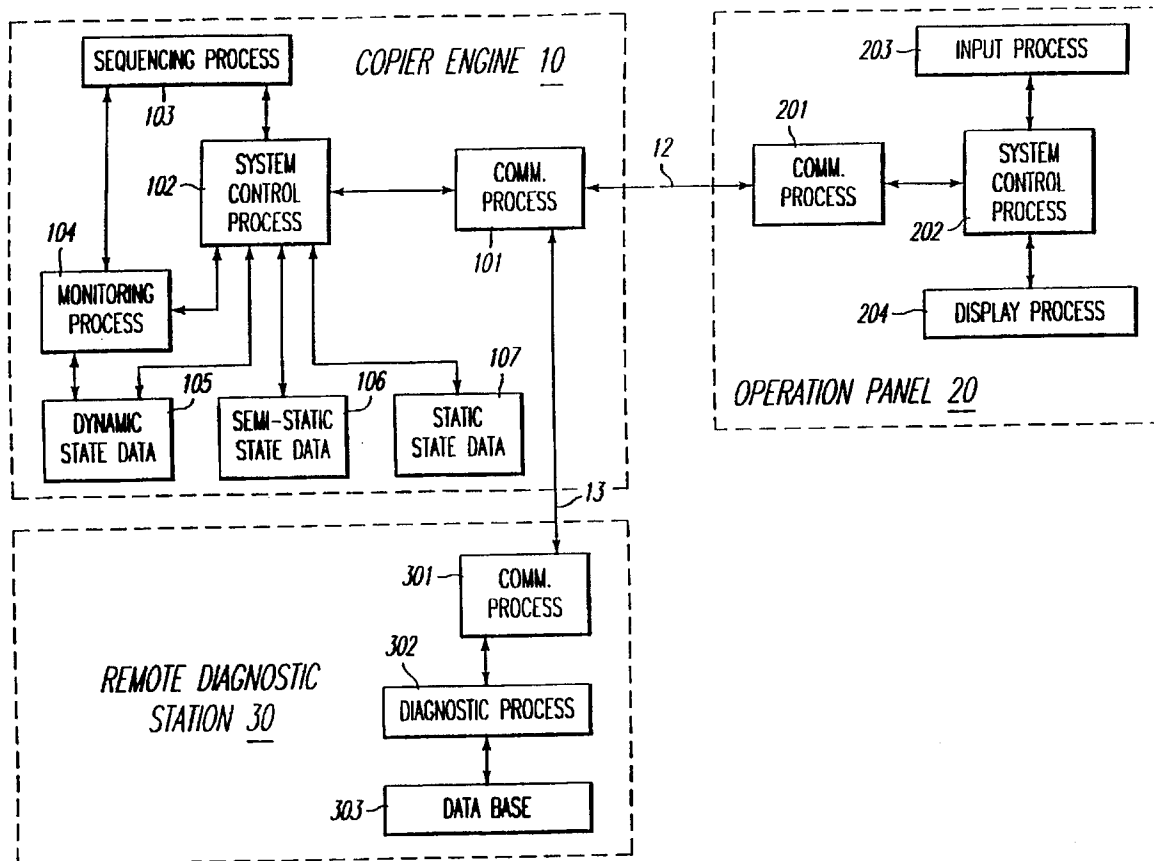 SEQUENCING PROCESS
103
COPIER ENGINE 10
102
SYSTEM
CONTROL
PROCESS
COMM.
PROCESS
101
104
MONITORING
PROCESS
105
DYNAMIC
STATE DATA
106
SEMI-STATIC
STATE DATA
107
STATIC
STATE DATA
12
13
203
INPUT PROCESS
201
COMM.
PROCESS
SYSTEM
CONTROL
PROCESS
202
204
DISPLAY PROCESS
OPERATION PANEL 20
301
COMM.
PROCESS
302
DIAGNOSTIC PROCESS
REMOTE DIAGNOSTIC
STATION 30
303
DATA BASE